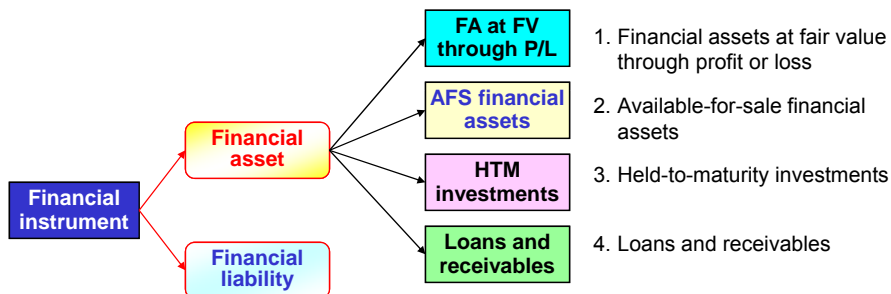 FA at FV
through P/L
1. Financial assets at fair value
through profit or loss
AFS financial
assets
2. Available-for-sale financial
assets
Financial
asset
HTM
investments
3. Held-to-maturity investments
Financial
instrument
Financial
liability
Loans and
receivables
4. Loans and receivables